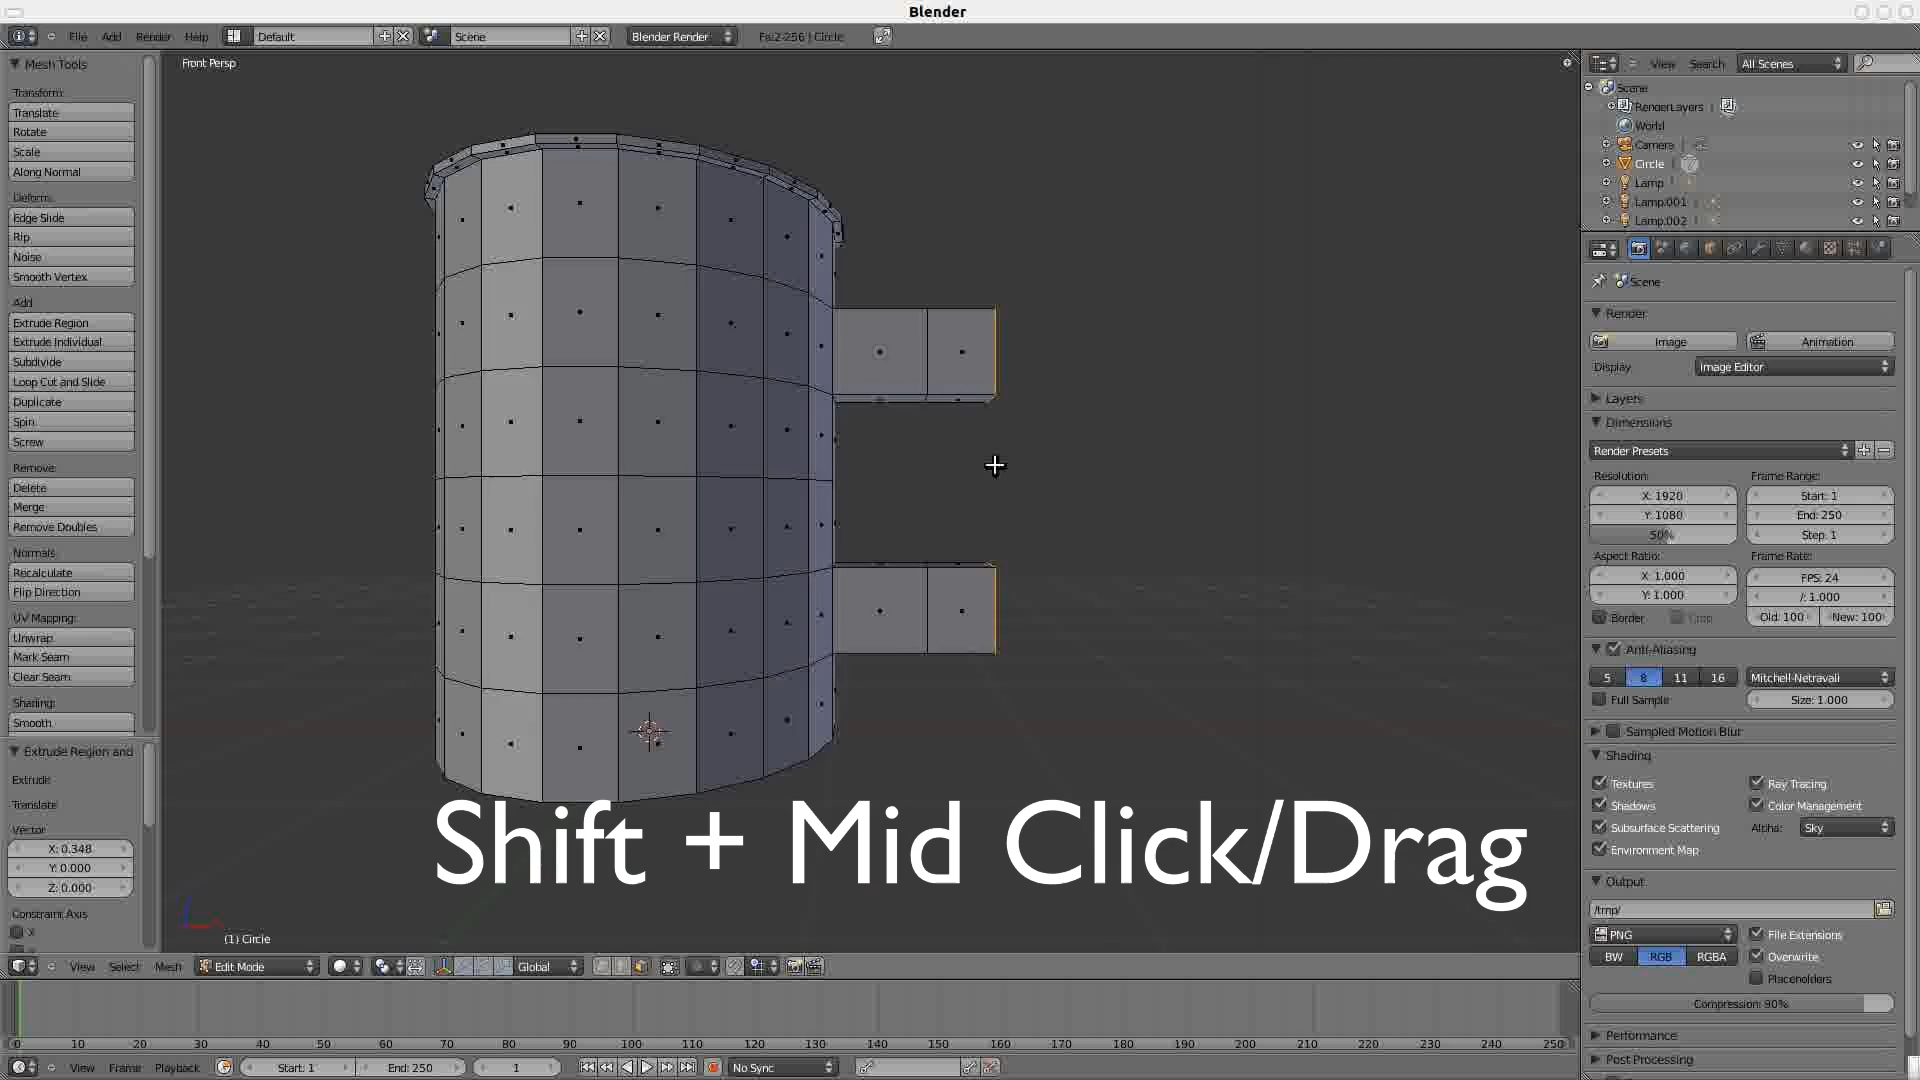 Blender
File Add Render Help Default Scene Blender Render Fa:2-256 | Circle
Mesh Tools
Transform:
Translate
Rotate
Scale
Along Normal
Deform:
Edge Slide
Rip
Noise
Smooth Vertex
Add:
Extrude Region
Extrude Individual
Subdivide
Loop Cut and Slide
Duplicate
Spin
Screw
Remove:
Delete
Merge
Remove Doubles
Normals:
Recalculate
Flip Direction
UV Mapping:
Unwrap
Mark Seam
Clear Seam
Shading:
Smooth
Extrude Region and
Extrude
Translate
Vector
X: 0.348
Y: 0.000
Z: 0.000
Constraint Axis
X
Front Persp
Shift + Mid Click/Drag
(1) Circle
View Select Mesh Edit Mode Global
0 10 20 30 40 50 60 70 80 90 100 110 120 130 140 150 160 170 180 190 200 210 220 230 240 250
View Frame Playback Start: 1 End: 250 1 No Sync
View Search All Scenes
Scene
RenderLayers
World
Camera
Circle
Lamp
Lamp.001
Lamp.002
Scene
Render
Image Animation
Display: Image Editor
Layers
Dimensions
Render Presets
Resolution: Frame Range:
X: 1920 Start: 1
Y: 1080 End: 250
50% Step: 1
Aspect Ratio: Frame Rate:
X: 1.000 FPS: 24
Y: 1.000 /: 1.000
Border Crop Old: 100 New: 100
Anti-Aliasing
5 8 11 16 Mitchell-Netravali
Full Sample Size: 1.000
Sampled Motion Blur
Shading
Textures Ray Tracing
Shadows Color Management
Subsurface Scattering Alpha: Sky
Environment Map
Output
/tmp/
PNG File Extensions
BW RGB RGBA Overwrite
Placeholders
Compression: 90%
Performance
Post Processing